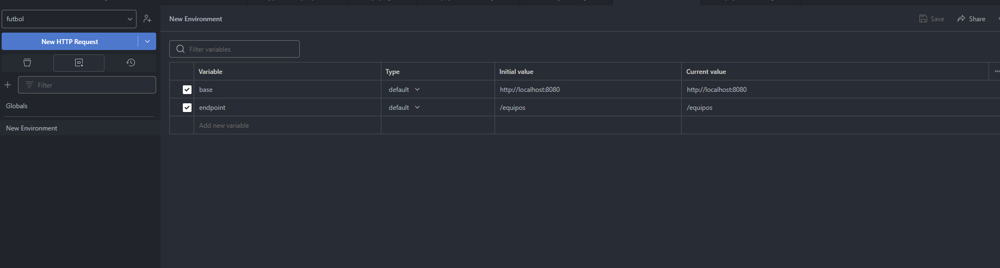 futbol
New Environment
Save
Share
New HTTP Request
Filter variables
Variable
Type
Initial value
Current value
Filter
base
default
http://localhost:8080
http://localhost:8080
Globals
endpoint
default
/equipos
/equipos
New Environment
Add new variable